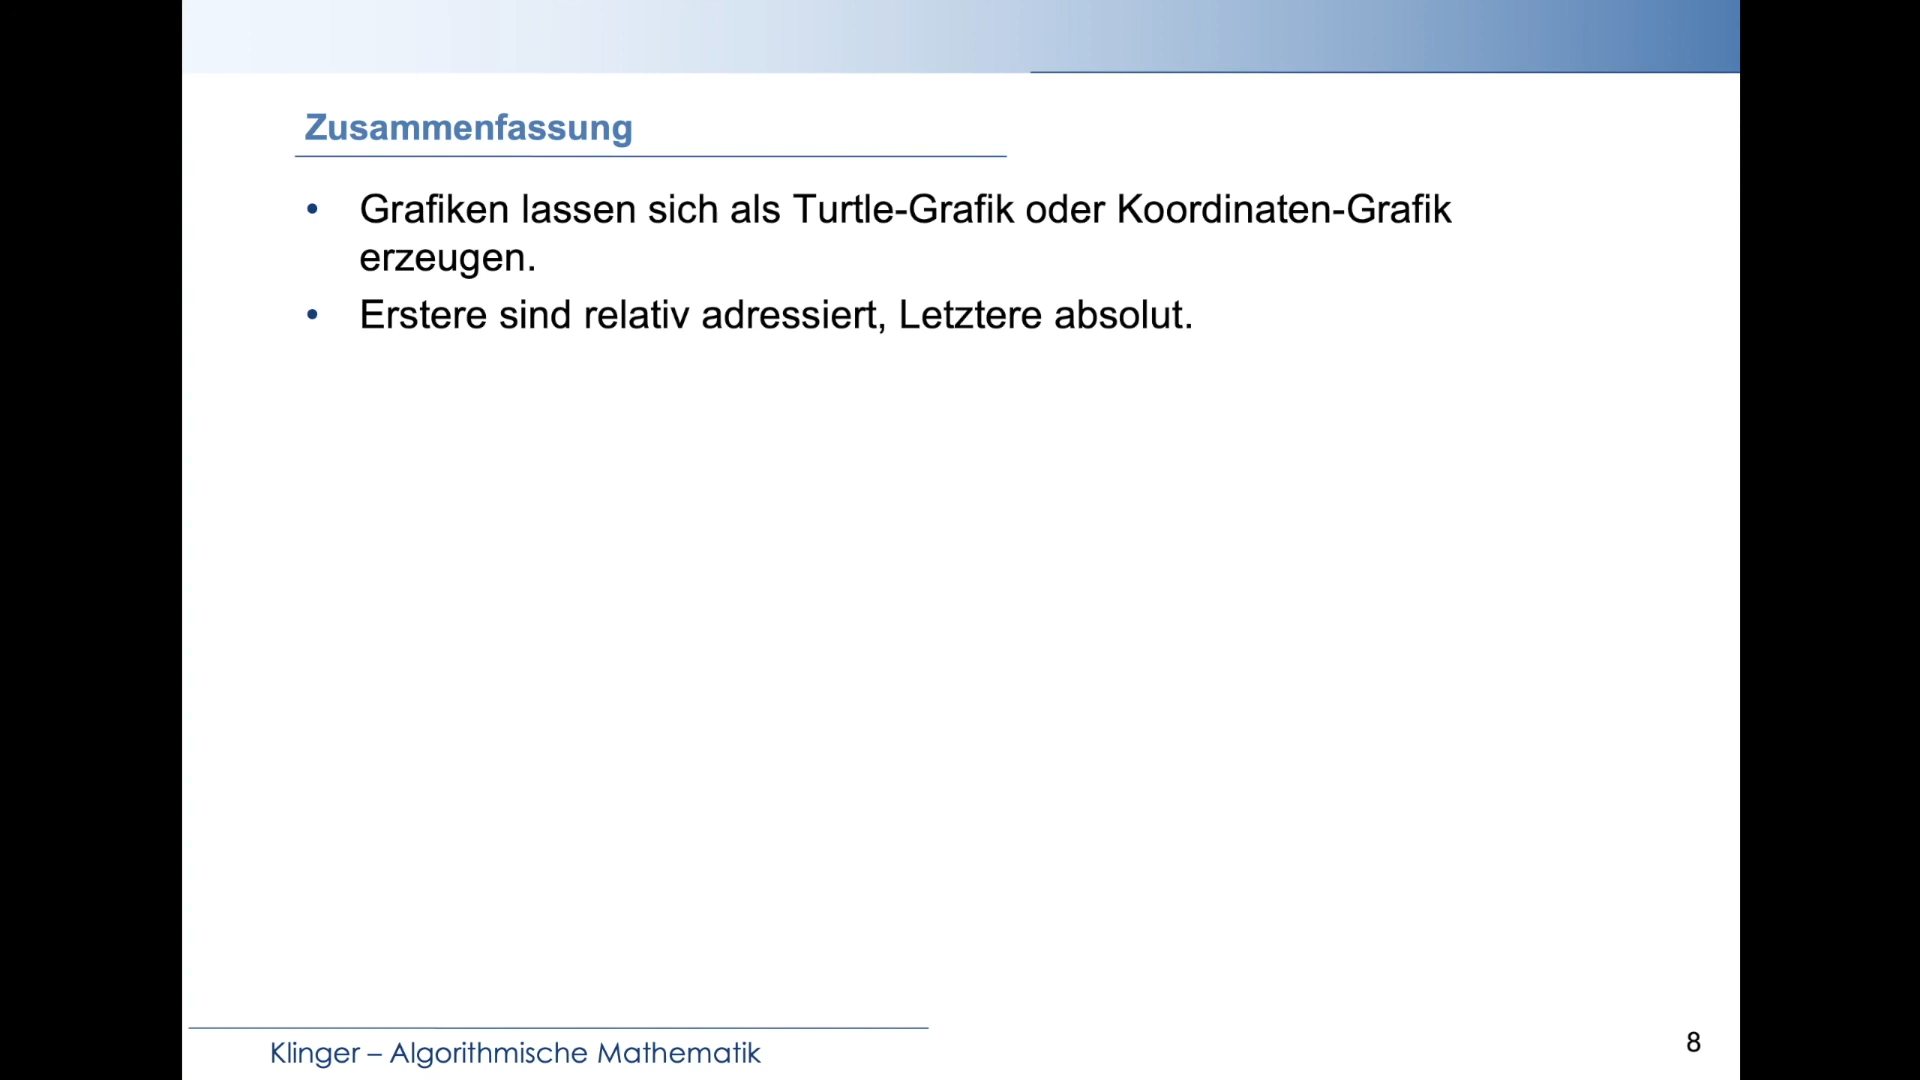 Zusammenfassung
• Grafiken lassen sich als Turtle-Grafik oder Koordinaten-Grafik
erzeugen.
• Erstere sind relativ adressiert, Letztere absolut.
Klinger – Algorithmische Mathematik
8